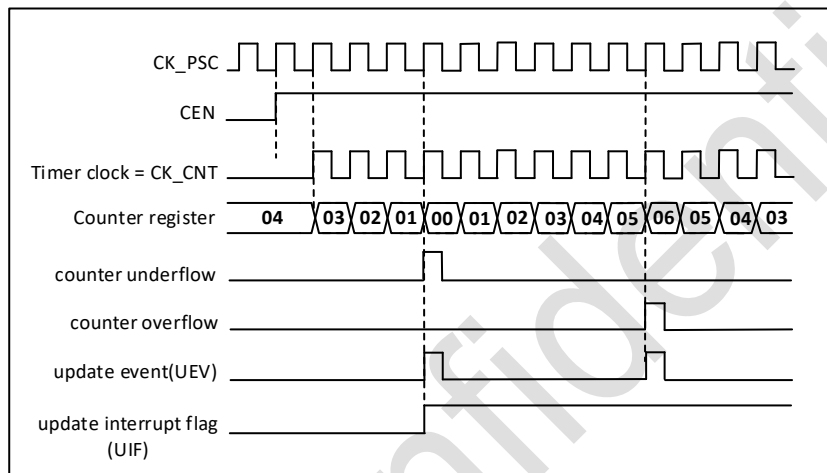 CK_PSC
CEN
Timer clock = CK_CNT
Counter register 04 03 02 01 00 01 02 03 04 05 06 05 04 03
counter underflow
counter overflow
update event(UEV)
update interrupt flag
(UIF)